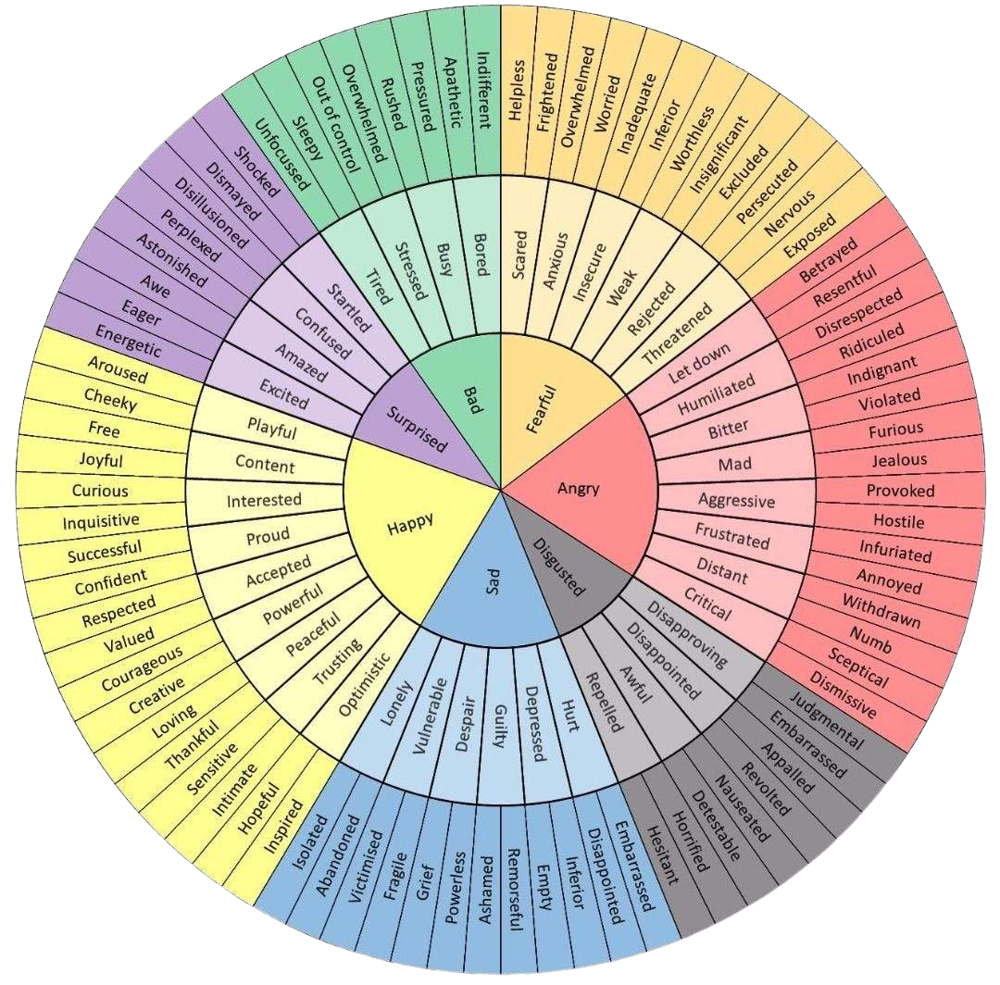 Fearful
Angry
Disgusted
Sad
Happy
Surprised
Bad
Scared
Anxious
Insecure
Weak
Rejected
Threatened
Let down
Humiliated
Bitter
Mad
Aggressive
Frustrated
Distant
Critical
Disapproving
Disappointed
Awful
Repelled
Hurt
Depressed
Guilty
Despair
Vulnerable
Lonely
Optimistic
Trusting
Peaceful
Powerful
Accepted
Proud
Interested
Content
Playful
Excited
Amazed
Confused
Startled
Tired
Stressed
Busy
Bored
Helpless
Frightened
Overwhelmed
Worried
Inadequate
Inferior
Worthless
Insignificant
Excluded
Persecuted
Nervous
Exposed
Betrayed
Resentful
Disrespected
Ridiculed
Indignant
Violated
Furious
Jealous
Provoked
Hostile
Infuriated
Annoyed
Withdrawn
Numb
Sceptical
Dismissive
Judgmental
Embarrassed
Appalled
Revolted
Nauseated
Detestable
Horrified
Hesitant
Embarrassed
Disappointed
Inferior
Empty
Remorseful
Ashamed
Powerless
Grief
Fragile
Victimised
Abandoned
Isolated
Inspired
Hopeful
Intimate
Sensitive
Thankful
Loving
Creative
Courageous
Valued
Respected
Confident
Successful
Inquisitive
Curious
Joyful
Free
Cheeky
Aroused
Energetic
Eager
Awe
Astonished
Perplexed
Disillusioned
Dismayed
Shocked
Unfocussed
Sleepy
Out of control
Overwhelmed
Rushed
Pressured
Apathetic
Indifferent